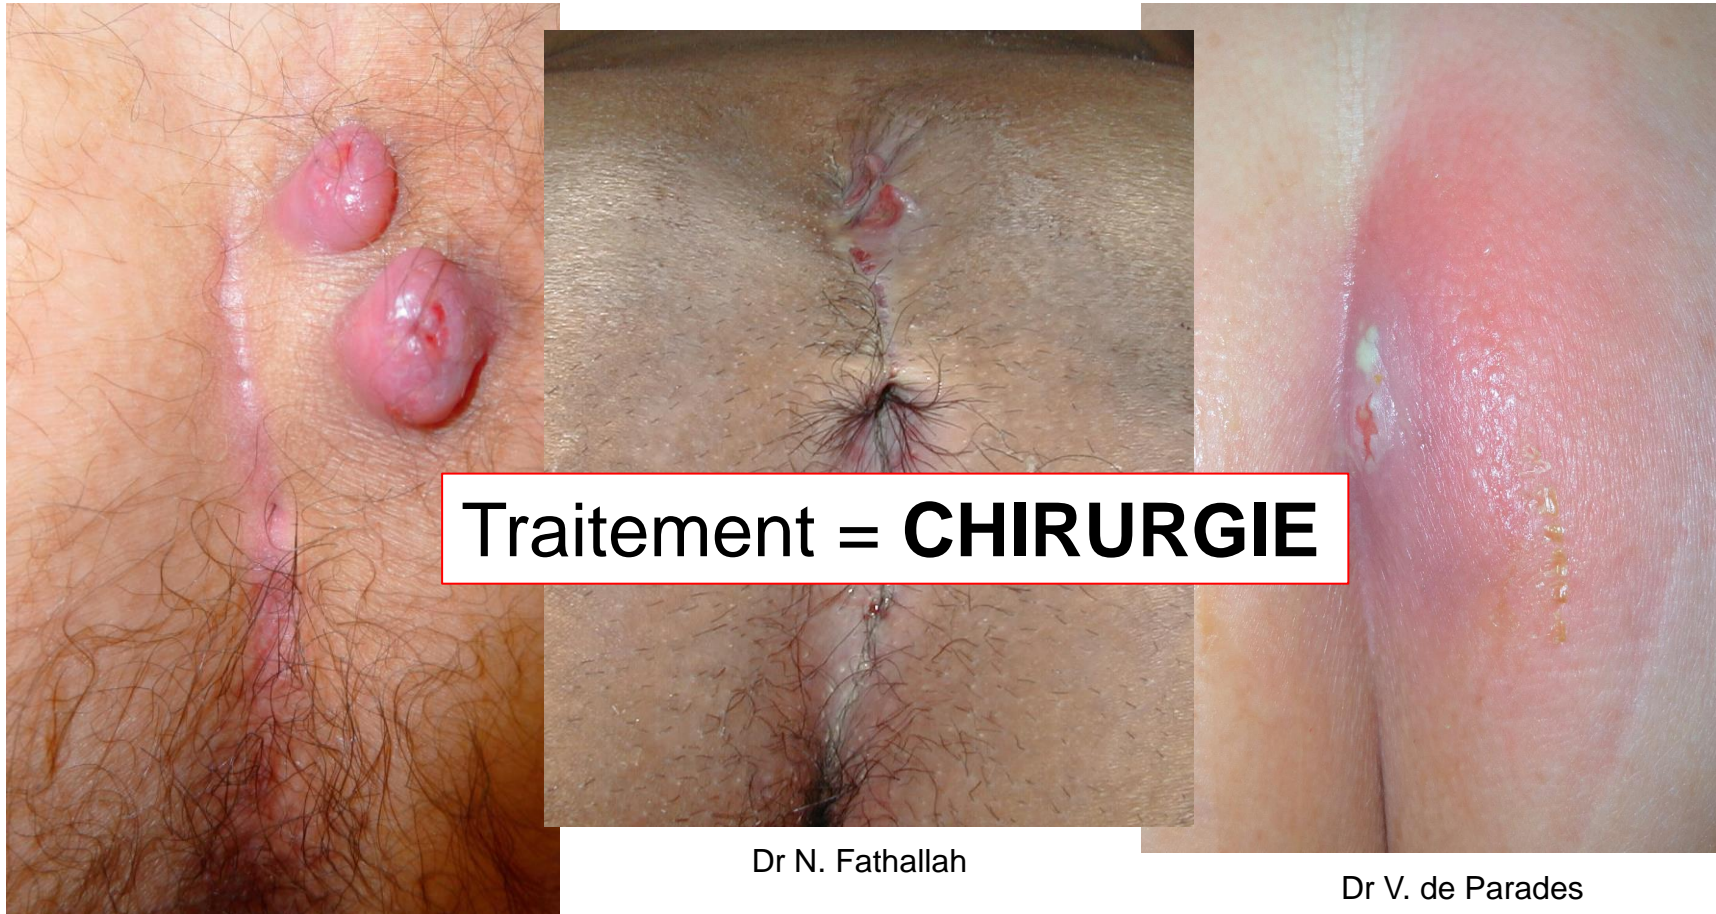 Traitement = CHIRURGIE
Dr N. Fathallah
Dr V. de Parades